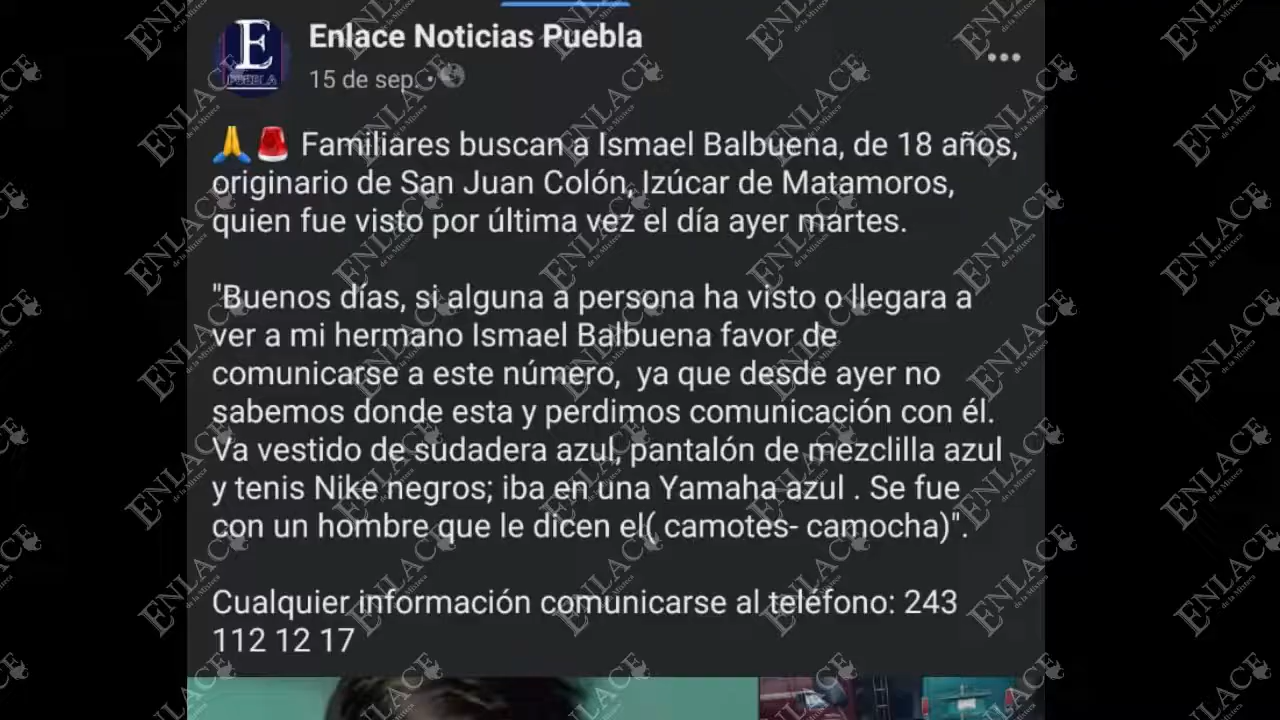 Enlace Noticias Puebla
15 de sep. ·
🙏🚨 Familiares buscan a Ismael Balbuena, de 18 años,
originario de San Juan Colón, Izúcar de Matamoros,
quien fue visto por última vez el día ayer martes.
"Buenos días, si alguna a persona ha visto o llegara a
ver a mi hermano Ismael Balbuena favor de
comunicarse a este número,  ya que desde ayer no
sabemos donde esta y perdimos comunicación con él.
Va vestido de sudadera azul, pantalón de mezclilla azul
y tenis Nike negros; iba en una Yamaha azul . Se fue
con un hombre que le dicen el( camotes- camocha)".
Cualquier información comunicarse al teléfono: 243
112 12 17
E
PUEBLA
ENLACE
de la Mixteca